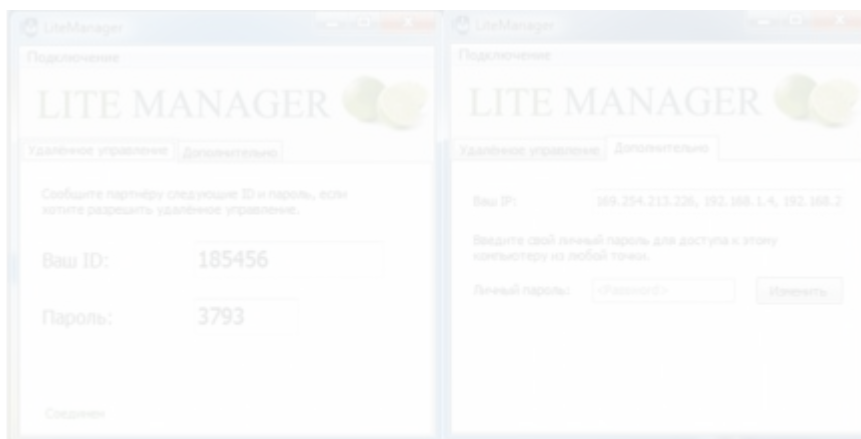 LiteManager
Подключение
LITE MANAGER
Удалённое управление
Дополнительно
Сообщите партнёру следующие ID и пароль, если
хотите разрешить удалённое управление.
Ваш ID: 185456
Пароль: 3793
Соединен
LiteManager
Подключение
LITE MANAGER
Удалённое управление
Дополнительно
Ваш IP: 169.254.213.226, 192.168.1.4, 192.168.2
Введите свой личный пароль для доступа к этому
компьютеру из любой точки.
Личный пароль: <Password> Изменить